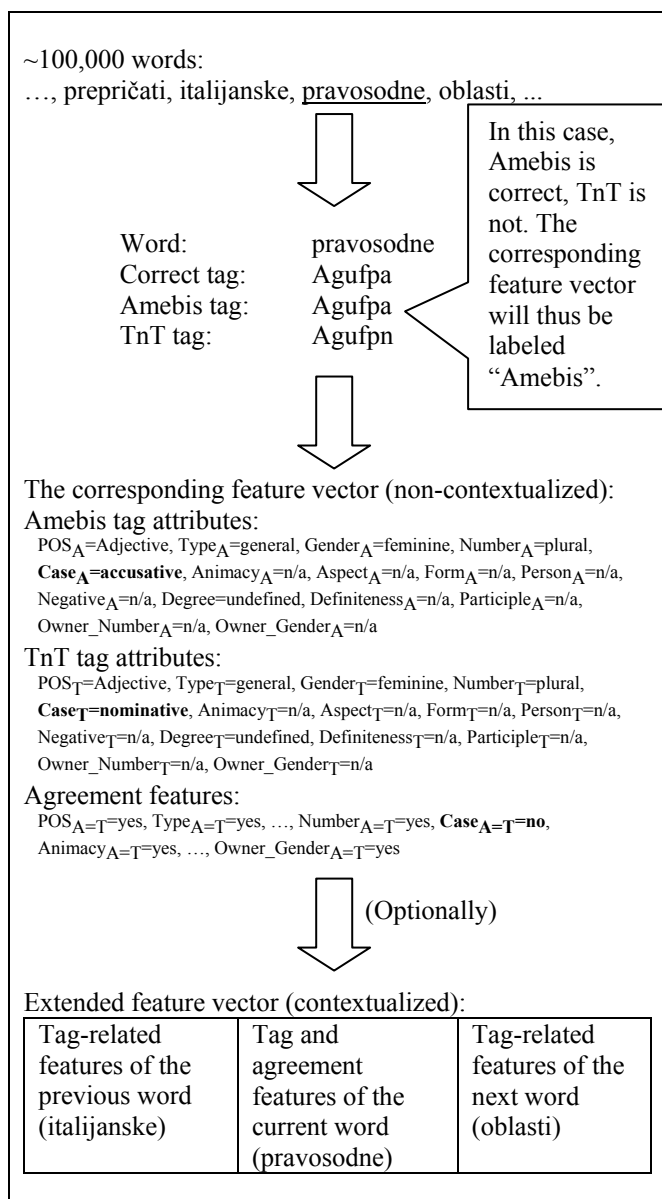 ~100,000 words:
…, prepričati, italijanske, pravosodne, oblasti, ...
In this case,
Amebis is
correct, TnT is
not. The
corresponding
feature vector
will thus be
labeled
“Amebis”.
Word: pravosodne
Correct tag: Agufpa
Amebis tag: Agufpa
TnT tag: Agufpn
The corresponding feature vector (non-contextualized):
Amebis tag attributes:
POSA=Adjective, TypeA=general, GenderA=feminine, NumberA=plural,
CaseA=accusative, AnimacyA=n/a, AspectA=n/a, FormA=n/a, PersonA=n/a,
NegativeA=n/a, Degree=undefined, DefinitenessA=n/a, ParticipleA=n/a,
Owner_NumberA=n/a, Owner_GenderA=n/a
TnT tag attributes:
POST=Adjective, TypeT=general, GenderT=feminine, NumberT=plural,
CaseT=nominative, AnimacyT=n/a, AspectT=n/a, FormT=n/a, PersonT=n/a,
NegativeT=n/a, DegreeT=undefined, DefinitenessT=n/a, ParticipleT=n/a,
Owner_NumberT=n/a, Owner_GenderT=n/a
Agreement features:
POSA=T=yes, TypeA=T=yes, …, NumberA=T=yes, CaseA=T=no,
AnimacyA=T=yes, …, Owner_GenderA=T=yes
(Optionally)
Extended feature vector (contextualized):
Tag-related
features of the
previous word
(italijanske)
Tag and
agreement
features of the
current word
(pravosodne)
Tag-related
features of the
next word
(oblasti)